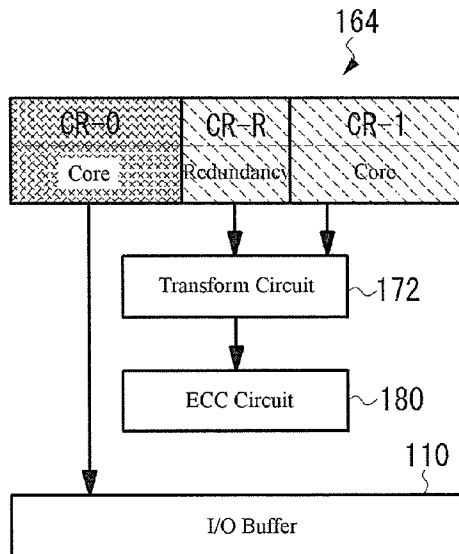 164
CR-0 CR-R CR-1
Core Redundancy Core
Transform Circuit 172
ECC Circuit 180
110
I/O Buffer